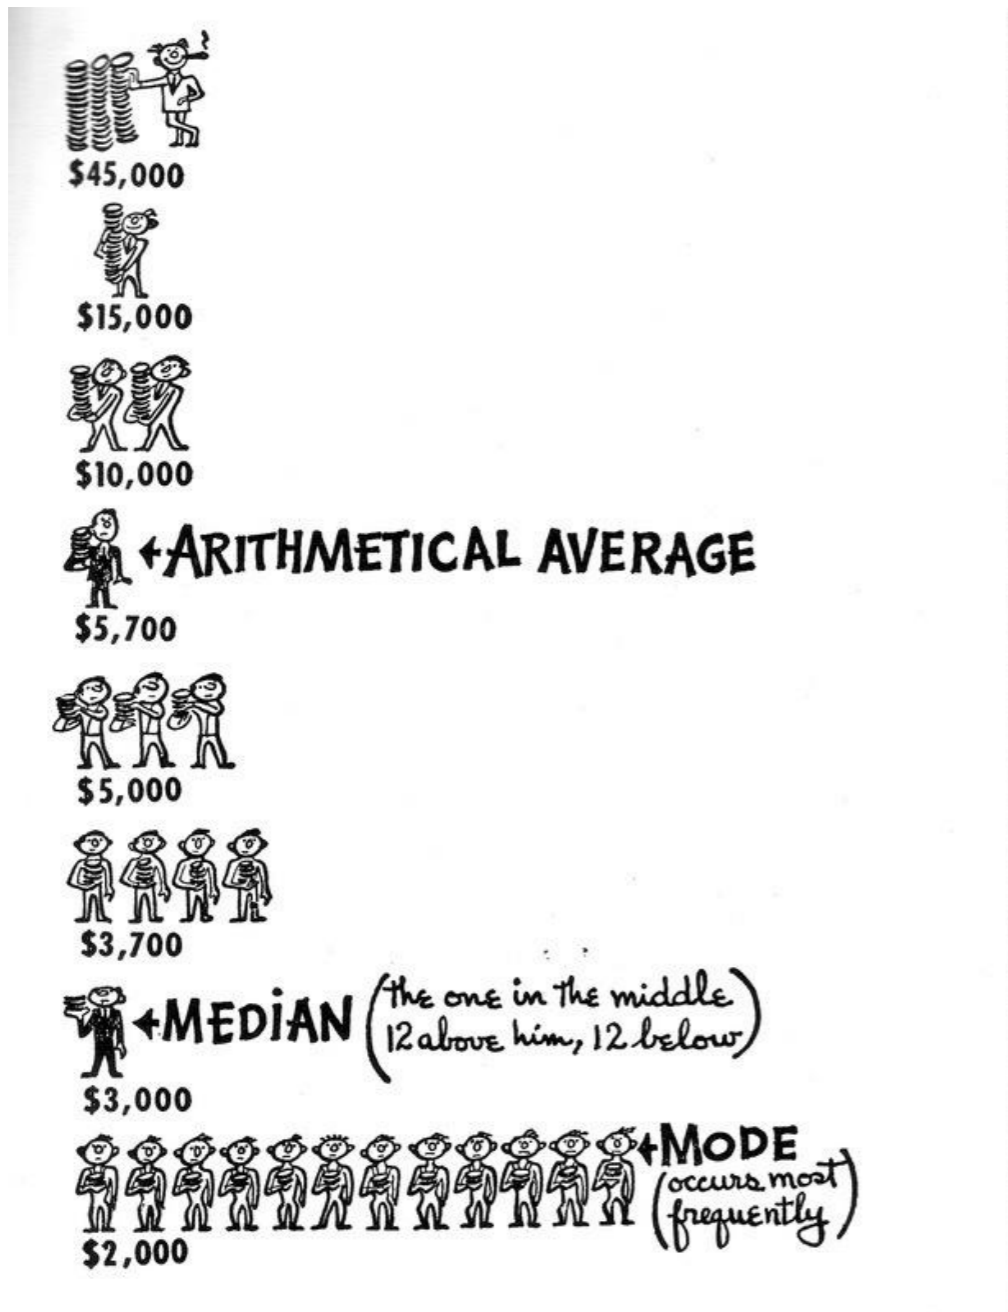 $45,000
$15,000
$10,000
←ARITHMETICAL AVERAGE
$5,700
$5,000
$3,700
←MEDIAN (the one in the middle
12 above him, 12 below)
$3,000
←MODE
(occurs most
frequently)
$2,000